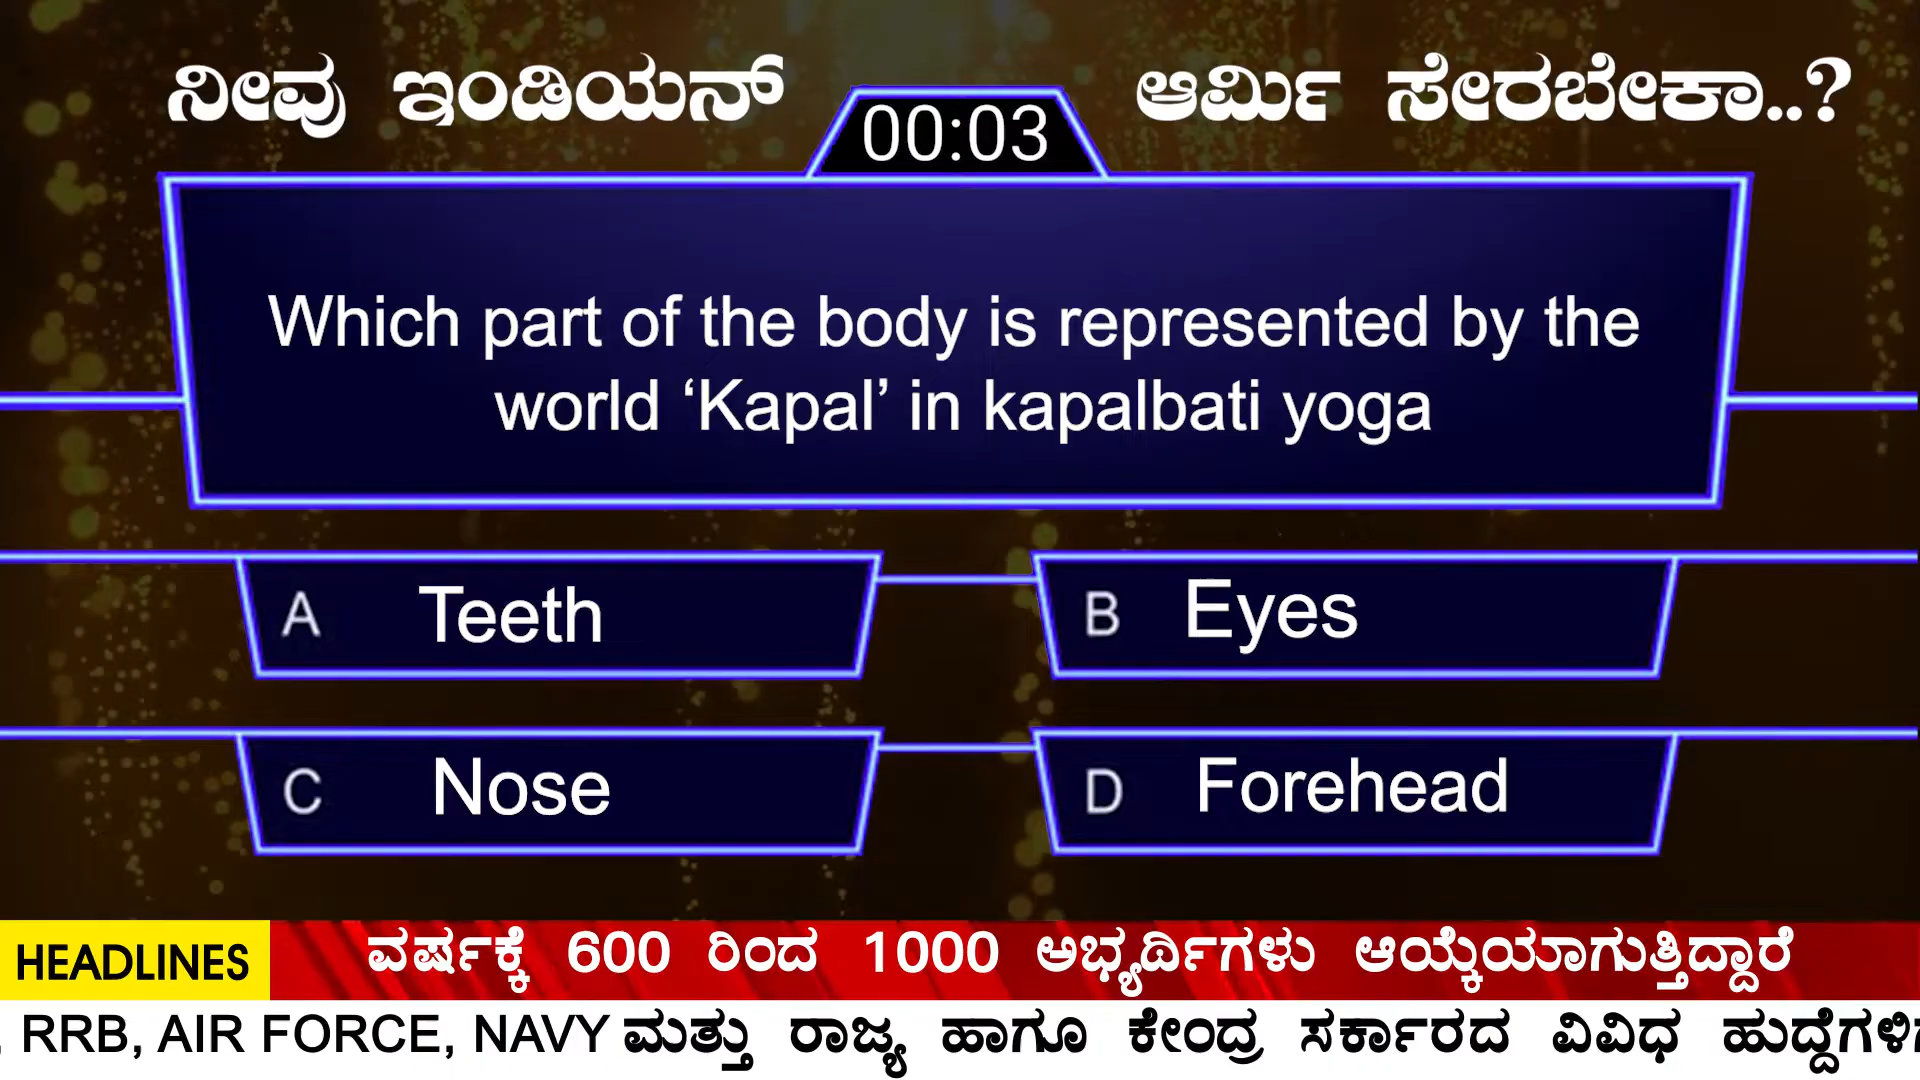 ನೀವು ಇಂಡಿಯನ್ ಆರ್ಮಿ ಸೇರಬೇಕಾ..?
00:03
Which part of the body is represented by the
world ‘Kapal’ in kapalbati yoga
A Teeth
B Eyes
C Nose
D Forehead
HEADLINES
ವರ್ಷಕ್ಕೆ 600 ರಿಂದ 1000 ಅಭ್ಯರ್ಥಿಗಳು ಆಯ್ಕೆಯಾಗುತ್ತಿದ್ದಾರೆ
, RRB, AIR FORCE, NAVY ಮತ್ತು ರಾಜ್ಯ ಹಾಗೂ ಕೇಂದ್ರ ಸರ್ಕಾರದ ವಿವಿಧ